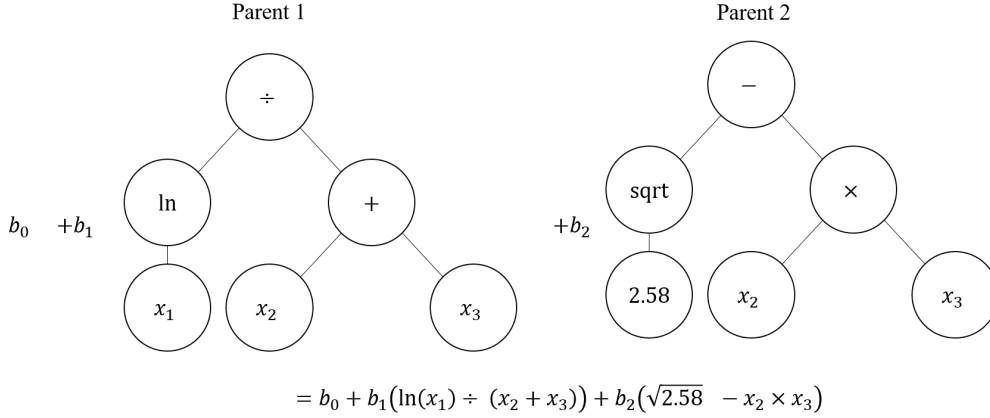 Parent 1 Parent 2
÷ −
ln + sqrt ×
b₀ +b₁ +b₂
x₁ x₂ x₃ 2.58 x₂ x₃
= b₀ + b₁(ln(x₁) ÷ (x₂ + x₃)) + b₂(√2.58 − x₂ × x₃)